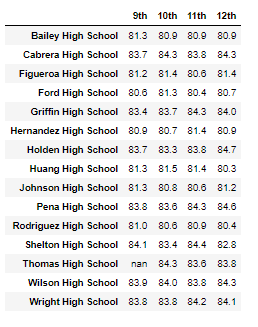 9th 10th 11th 12th
Bailey High School 81.3 80.9 80.9 80.9
Cabrera High School 83.7 84.3 83.8 84.3
Figueroa High School 81.2 81.4 80.6 81.4
Ford High School 80.6 81.3 80.4 80.7
Griffin High School 83.4 83.7 84.3 84.0
Hernandez High School 80.9 80.7 81.4 80.9
Holden High School 83.7 83.3 83.8 84.7
Huang High School 81.3 81.5 81.4 80.3
Johnson High School 81.3 80.8 80.6 81.2
Pena High School 83.8 83.6 84.3 84.6
Rodriguez High School 81.0 80.6 80.9 80.4
Shelton High School 84.1 83.4 84.4 82.8
Thomas High School nan 84.3 83.6 83.8
Wilson High School 83.9 84.0 83.8 84.3
Wright High School 83.8 83.8 84.2 84.1